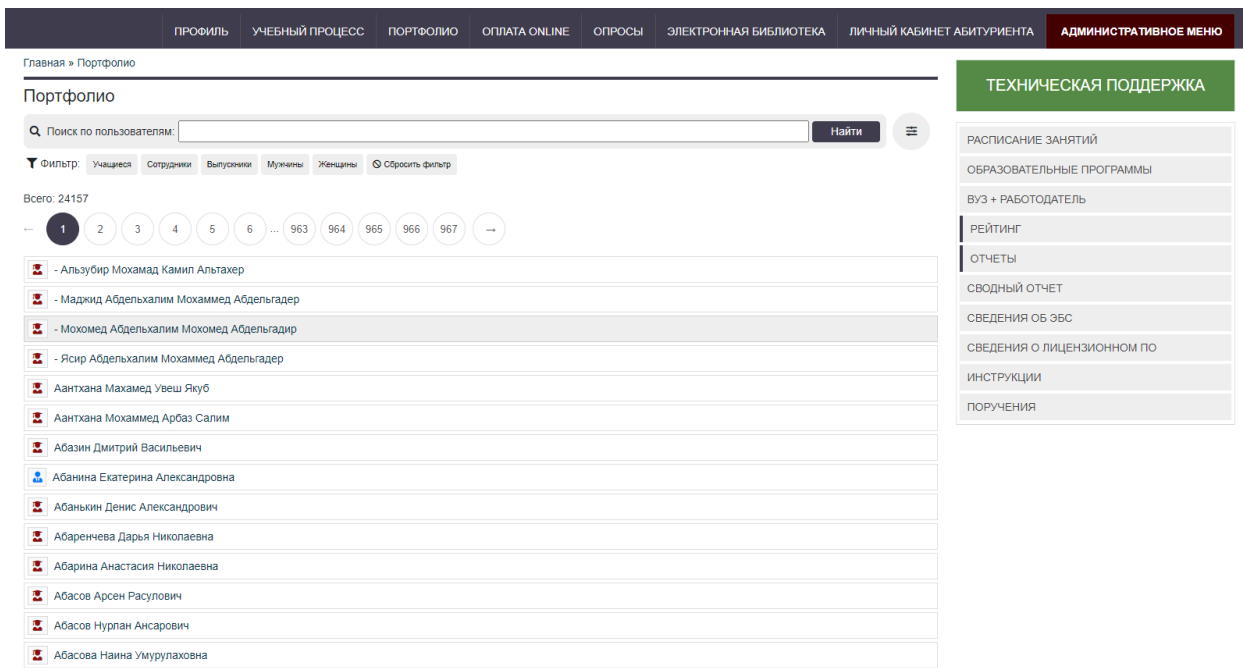 ПРОФИЛЬ УЧЕБНЫЙ ПРОЦЕСС ПОРТФОЛИО ОПЛАТА ONLINE ОПРОСЫ ЭЛЕКТРОННАЯ БИБЛИОТЕКА ЛИЧНЫЙ КАБИНЕТ АБИТУРИЕНТА АДМИНИСТРАТИВНОЕ МЕНЮ
Главная » Портфолио
Портфолио
Поиск по пользователям: Найти
Фильтр: Учащиеся Сотрудники Выпускники Мужчины Женщины Сбросить фильтр
Всего: 24157
← 1 2 3 4 5 6 ... 963 964 965 966 967 →
- Альзубир Мохамад Камил Альтахер
- Маджид Абдельхалим Мохаммед Абдельгадер
- Мохомед Абдельхалим Мохомед Абдельгадир
- Ясир Абдельхалим Мохаммед Абдельгадер
Аантхана Махамед Увеш Якуб
Аантхана Мохаммед Арбаз Салим
Абазин Дмитрий Васильевич
Абанина Екатерина Александровна
Абанькин Денис Александрович
Абаренчева Дарья Николаевна
Абарина Анастасия Николаевна
Абасов Арсен Расулович
Абасов Нурлан Ансарович
Абасова Наина Умурулаховна
ТЕХНИЧЕСКАЯ ПОДДЕРЖКА
РАСПИСАНИЕ ЗАНЯТИЙ
ОБРАЗОВАТЕЛЬНЫЕ ПРОГРАММЫ
ВУЗ + РАБОТОДАТЕЛЬ
РЕЙТИНГ
ОТЧЕТЫ
СВОДНЫЙ ОТЧЕТ
СВЕДЕНИЯ ОБ ЭБС
СВЕДЕНИЯ О ЛИЦЕНЗИОННОМ ПО
ИНСТРУКЦИИ
ПОРУЧЕНИЯ